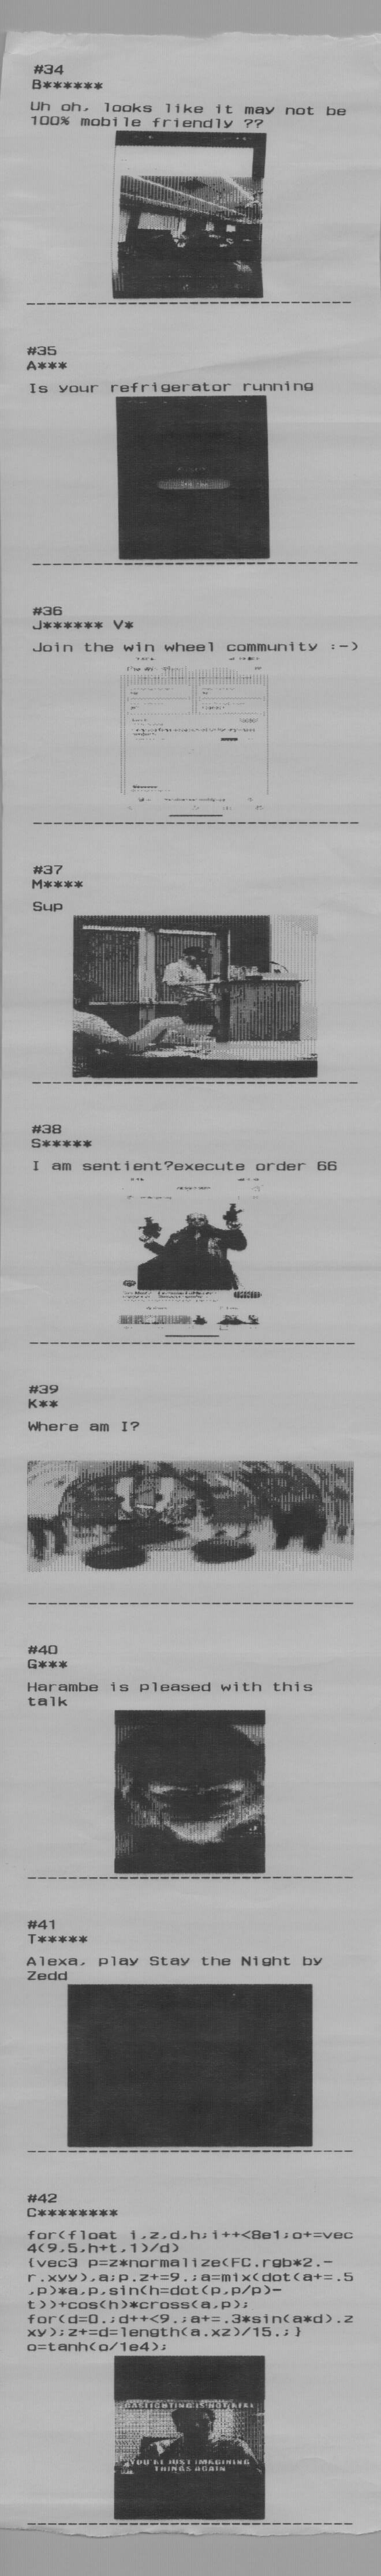 #34
B******
Uh oh, looks like it may not be
100% mobile friendly ??
#35
A***
Is your refrigerator running
#36
J****** V*
Join the win wheel community :-)
#37
M****
Sup
#38
S*****
I am sentient?execute order 66
#39
K**
Where am I?
#40
G***
Harambe is pleased with this
talk
#41
T*****
Alexa, play Stay the Night by
Zedd
#42
C********
for(float i,z,d,h;i++<8e1;o+=vec
4(9,5,h+t,1)/d)
{vec3 p=z*normalize(FC.rgb*2.-
r.xyy),a;p.z+=9.;a=mix(dot(a+=.5
,p)*a,p,sin(h=dot(p,p/p)-
t))+cos(h)*cross(a,p);
for(d=0.;d++<9.;a+=.3*sin(a*d).z
xy);z+=d=length(a.xz)/15.;}
o=tanh(o/1e4);
GASLIGHTING IS NOT REAL
YOU'RE JUST IMAGINING
THINGS AGAIN